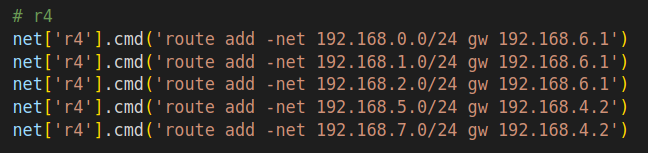 # r4
net['r4'].cmd('route add -net 192.168.0.0/24 gw 192.168.6.1')
net['r4'].cmd('route add -net 192.168.1.0/24 gw 192.168.6.1')
net['r4'].cmd('route add -net 192.168.2.0/24 gw 192.168.6.1')
net['r4'].cmd('route add -net 192.168.5.0/24 gw 192.168.4.2')
net['r4'].cmd('route add -net 192.168.7.0/24 gw 192.168.4.2')